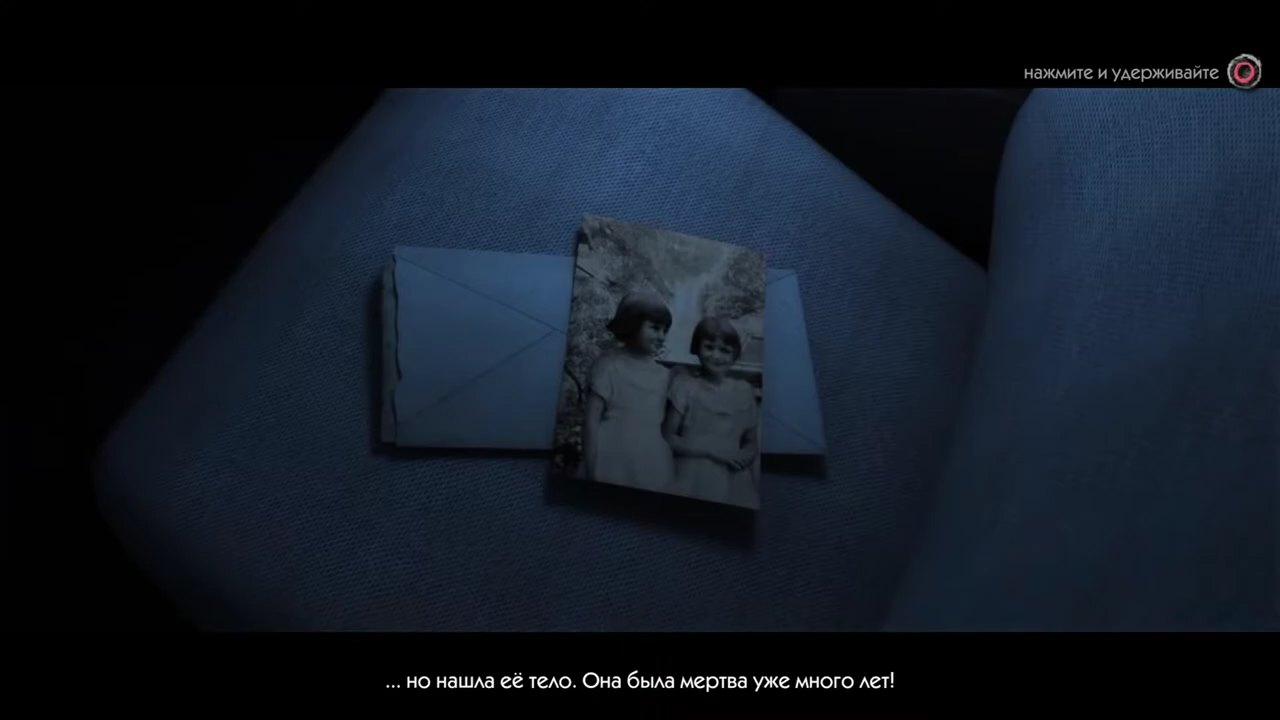 нажмите и удерживайте
... но нашла её тело. Она была мертва уже много лет!